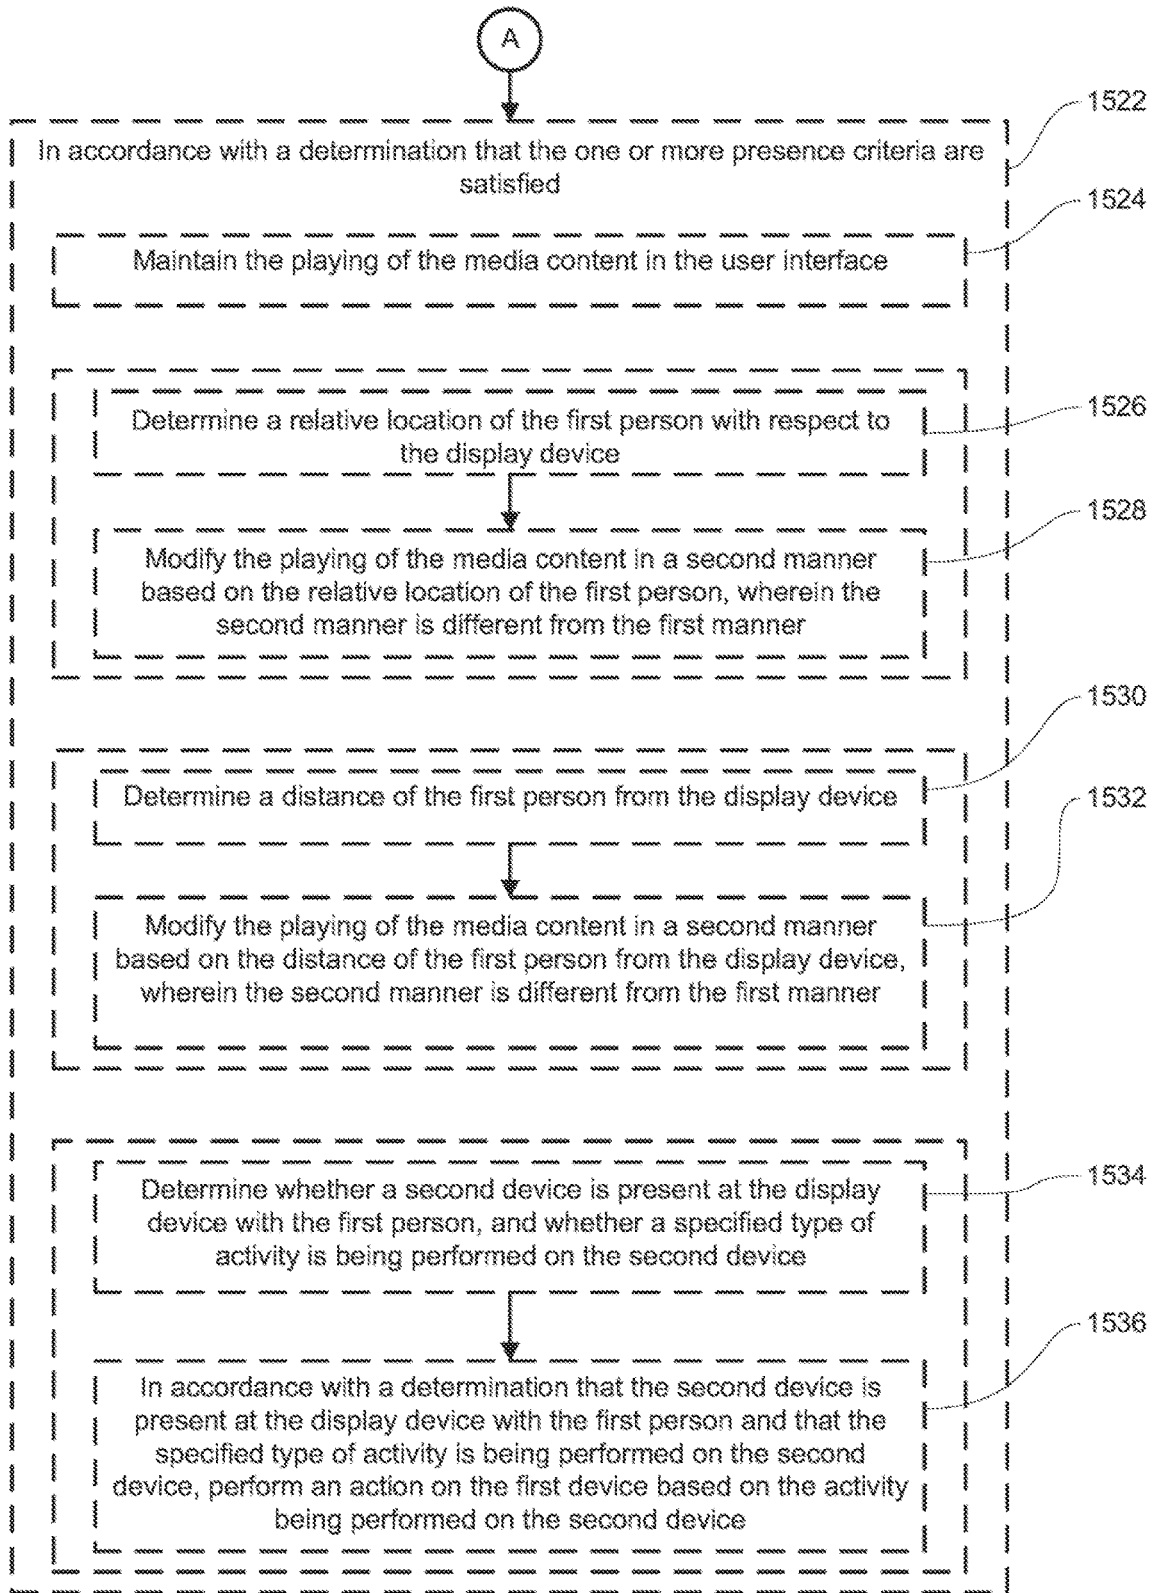 A
1522
In accordance with a determination that the one or more presence criteria are
satisfied
1524
Maintain the playing of the media content in the user interface
1526
Determine a relative location of the first person with respect to
the display device
1528
Modify the playing of the media content in a second manner
based on the relative location of the first person, wherein the
second manner is different from the first manner
1530
Determine a distance of the first person from the display device
1532
Modify the playing of the media content in a second manner
based on the distance of the first person from the display device,
wherein the second manner is different from the first manner
1534
Determine whether a second device is present at the display
device with the first person, and whether a specified type of
activity is being performed on the second device
1536
In accordance with a determination that the second device is
present at the display device with the first person and that the
specified type of activity is being performed on the second
device, perform an action on the first device based on the activity
being performed on the second device